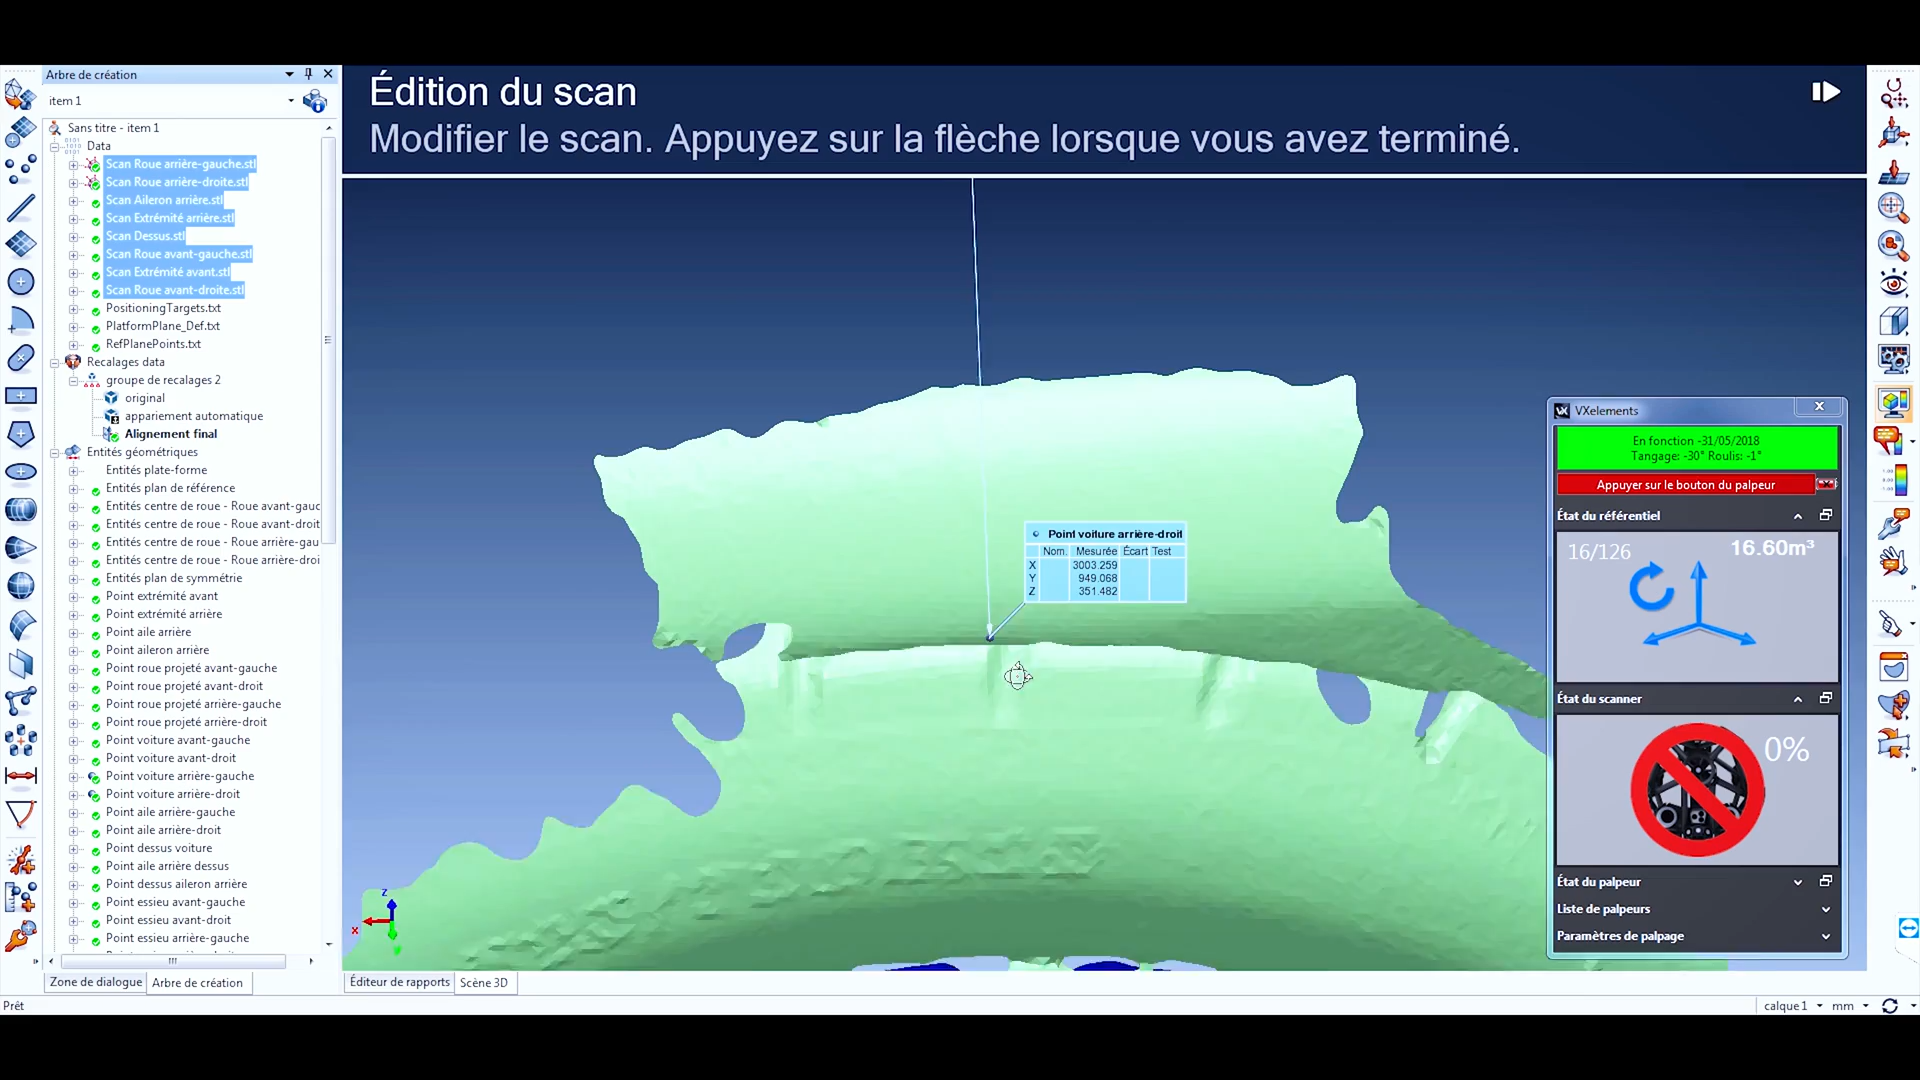 Arbre de création
item 1
Sans titre - item 1
Data
Scan Roue arrière-gauche.stl
Scan Roue arrière-droite.stl
Scan Aileron arrière.stl
Scan Extrémité arrière.stl
Scan Dessus.stl
Scan Roue avant-gauche.stl
Scan Extrémité avant.stl
Scan Roue avant-droite.stl
PositioningTargets.txt
PlatformPlane_Def.txt
RefPlanePoints.txt
Recalages data
groupe de recalages 2
original
appariement automatique
Alignement final
Entités géométriques
Entités plate-forme
Entités plan de référence
Entités centre de roue - Roue avant-gauc
Entités centre de roue - Roue avant-droit
Entités centre de roue - Roue arrière-gau
Entités centre de roue - Roue arrière-droi
Entités plan de symétrie
Point extrémité avant
Point extrémité arrière
Point aile arrière
Point aileron arrière
Point roue projeté avant-gauche
Point roue projeté avant-droit
Point roue projeté arrière-gauche
Point roue projeté arrière-droit
Point voiture avant-gauche
Point voiture avant-droit
Point voiture arrière-gauche
Point voiture arrière-droit
Point aile arrière-gauche
Point aile arrière-droit
Point dessus voiture
Point aile arrière dessus
Point dessus aileron arrière
Point essieu avant-gauche
Point essieu avant-droit
Point essieu arrière-gauche
Zone de dialogue
Arbre de création
Édition du scan
Modifier le scan. Appuyez sur la flèche lorsque vous avez terminé.
Point voiture arrière-droit
Nom. Mesurée Écart Test
X 3003.259
Y 949.068
Z 351.482
Z
X
Éditeur de rapports
Scène 3D
VXelements
En fonction -31/05/2018
Tangage: -30° Roulis: -1°
Appuyer sur le bouton du palpeur
État du référentiel
16/126
16.60m³
État du scanner
0%
État du palpeur
Liste de palpeurs
Paramètres de palpage
Prêt
calque 1
mm